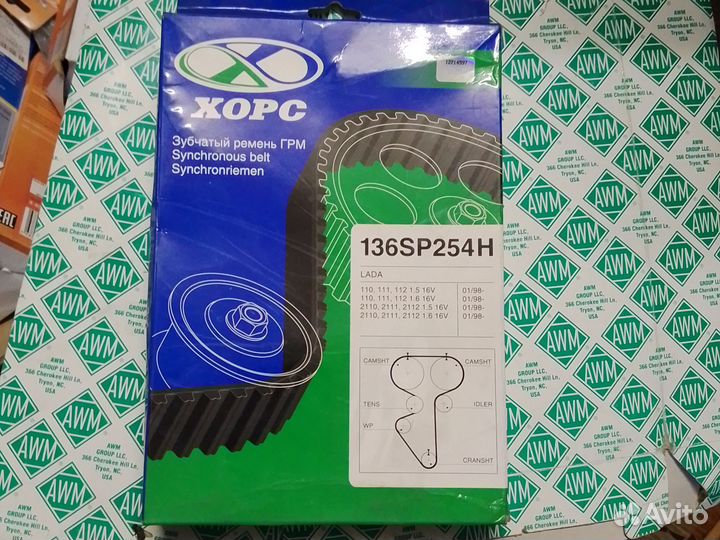 ХОРС
Зубчатый ремень ГРМ
Synchronous belt
Synchronriemen
136SP254H
LADA
110, 111, 112 1.5 16V 01/98-
110, 111, 112 1.6 16V 01/98-
2110, 2111, 2112 1.5 16V 01/98-
2110, 2111, 2112 1.6 16V 01/98-
CAMSHT CAMSHT
TENS IDLER
WP
CRANSHT
AWM
GROUP LLC,
366 Cherokee Hill Ln,
Tryon, NC,
USA
Avito